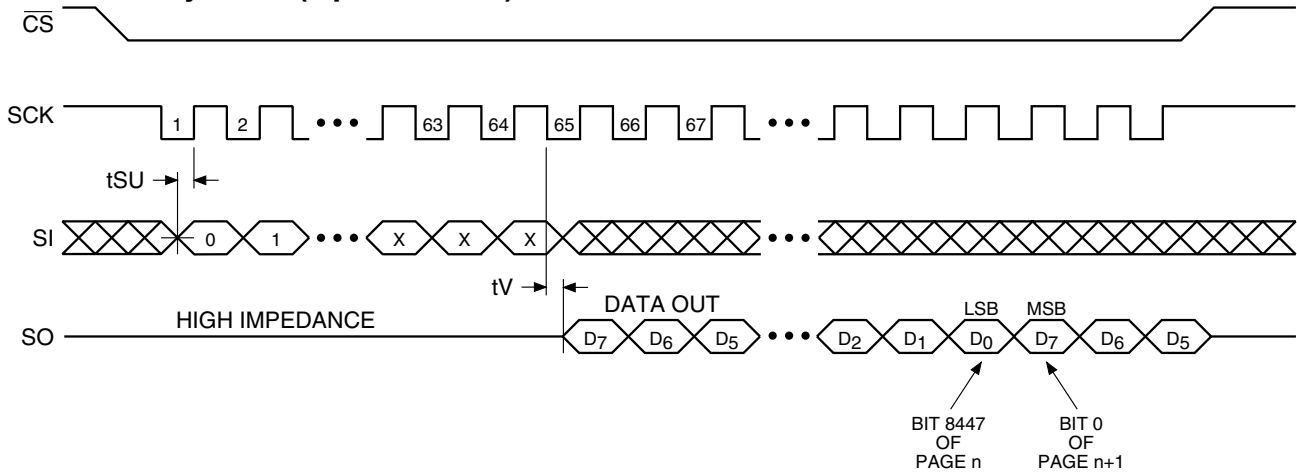 CS
SCK
1 2 ••• 63 64 65 66 67 •••
tSU
SI
0 1 ••• X X X •••
tV
DATA OUT
HIGH IMPEDANCE
LSB MSB
SO
D7 D6 D5 ••• D2 D1 D0 D7 D6 D5
BIT 8447
OF
PAGE n
BIT 0
OF
PAGE n+1